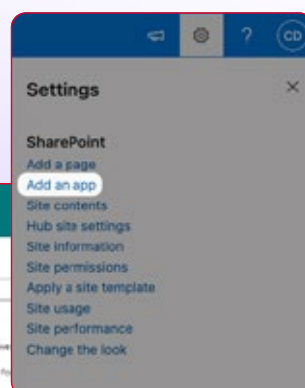 ?
CD
Settings
SharePoint
Add a page
Add an app
Site contents
Hub site settings
Site information
Site permissions
Apply a site template
Site usage
Site performance
Change the look